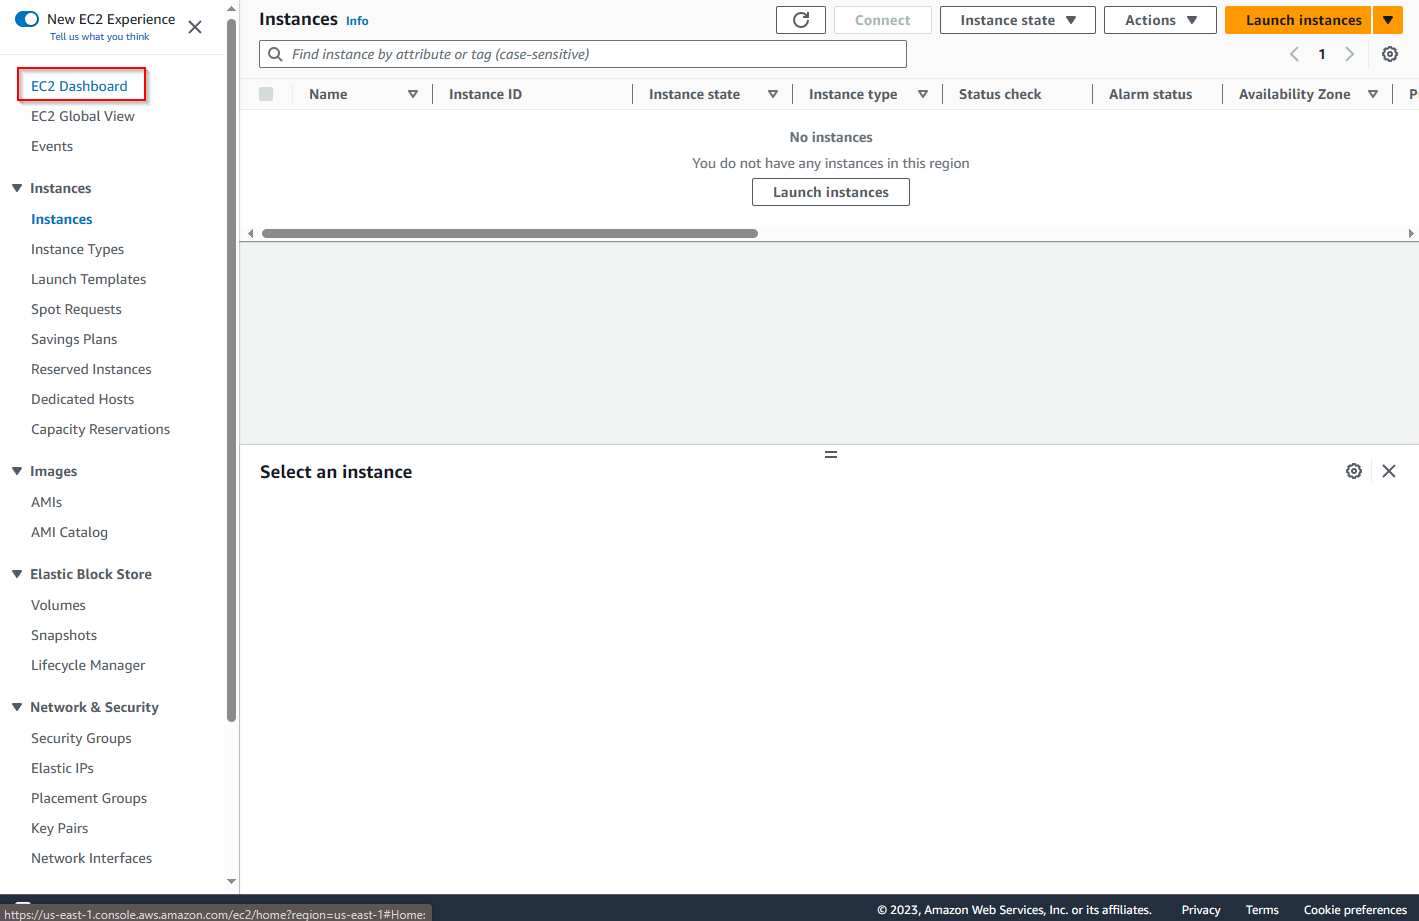 New EC2 Experience
Tell us what you think
EC2 Dashboard
EC2 Global View
Events
Instances
Instances
Instance Types
Launch Templates
Spot Requests
Savings Plans
Reserved Instances
Dedicated Hosts
Capacity Reservations
Images
AMIs
AMI Catalog
Elastic Block Store
Volumes
Snapshots
Lifecycle Manager
Network & Security
Security Groups
Elastic IPs
Placement Groups
Key Pairs
Network Interfaces
Instances Info
Connect
Instance state
Actions
Launch instances
Find instance by attribute or tag (case-sensitive)
1
Name Instance ID Instance state Instance type Status check Alarm status Availability Zone
No instances
You do not have any instances in this region
Launch instances
Select an instance
https://us-east-1.console.aws.amazon.com/ec2/home?region=us-east-1#Home:
© 2023, Amazon Web Services, Inc. or its affiliates. Privacy Terms Cookie preferences